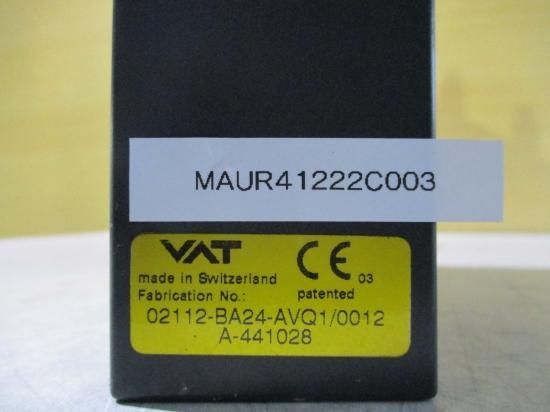 MAUR41222C003
VAT CE 03
made in Switzerland patented
Fabrication No.:
02112-BA24-AVQ1/0012
A-441028